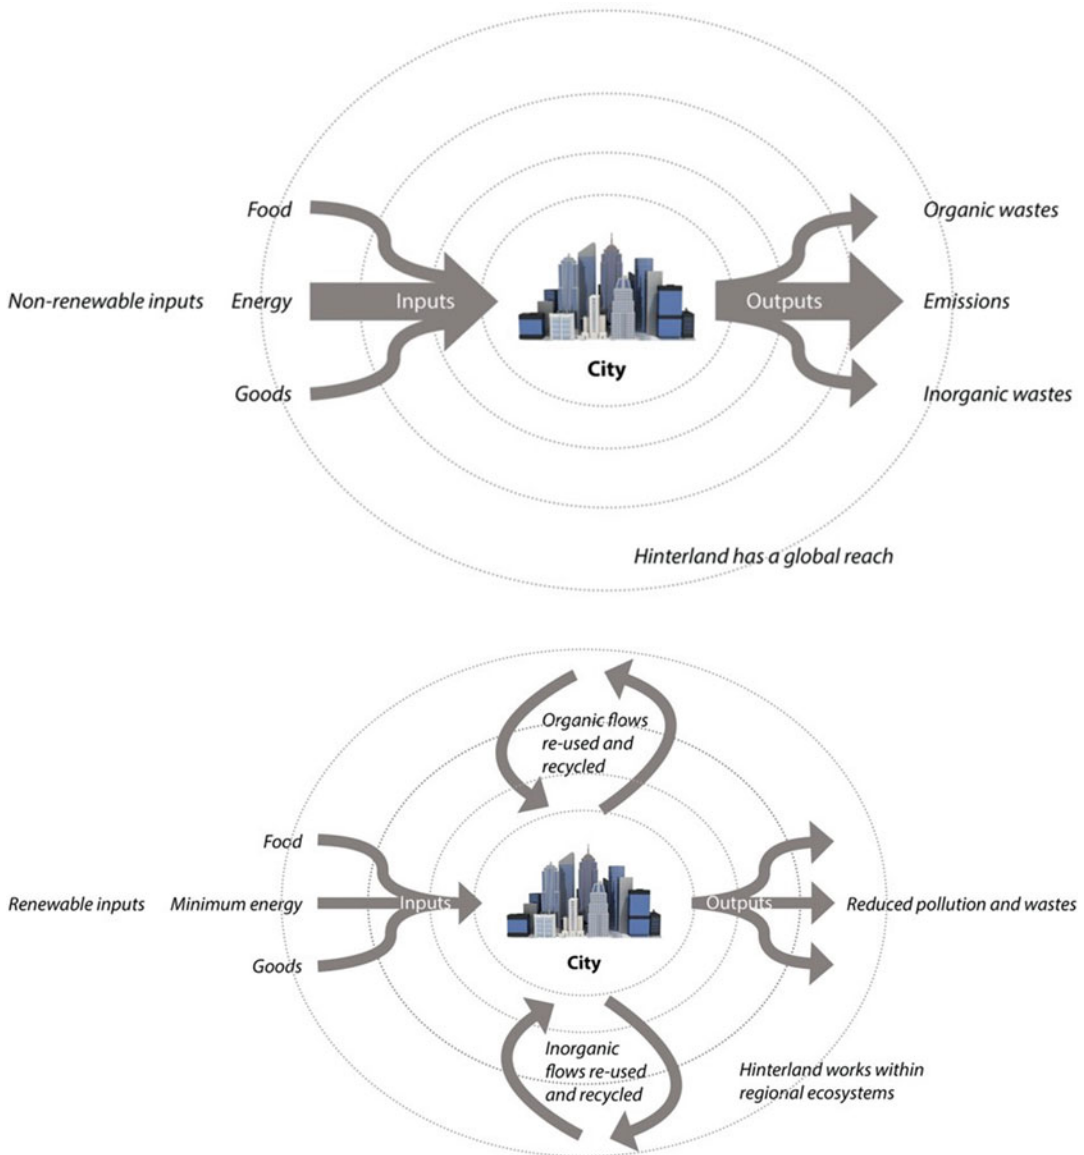 Food
Organic wastes
Non-renewable inputs
Energy
Inputs
Outputs
Emissions
City
Goods
Inorganic wastes
Hinterland has a global reach
Organic flows
re-used and
recycled
Food
Renewable inputs
Minimum energy
Inputs
Outputs
Reduced pollution and wastes
Goods
City
Inorganic
flows re-used
and recycled
Hinterland works within
regional ecosystems